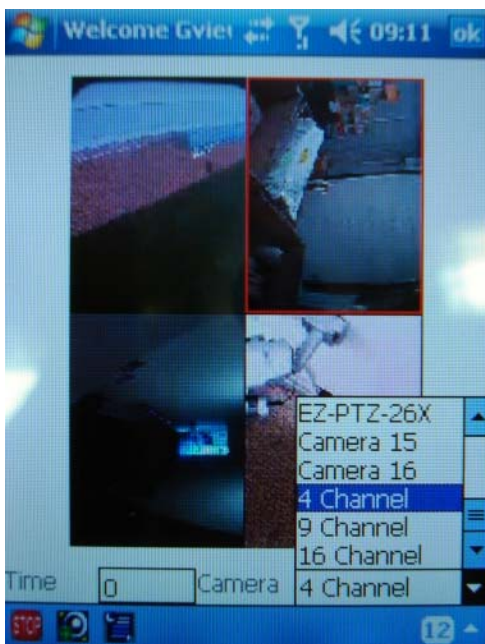 Welcome Gvie 09:11 ok
EZ-PTZ-26X
Camera 15
Camera 16
4 Channel
9 Channel
16 Channel
Time 0 Camera 4 Channel
STOP 12